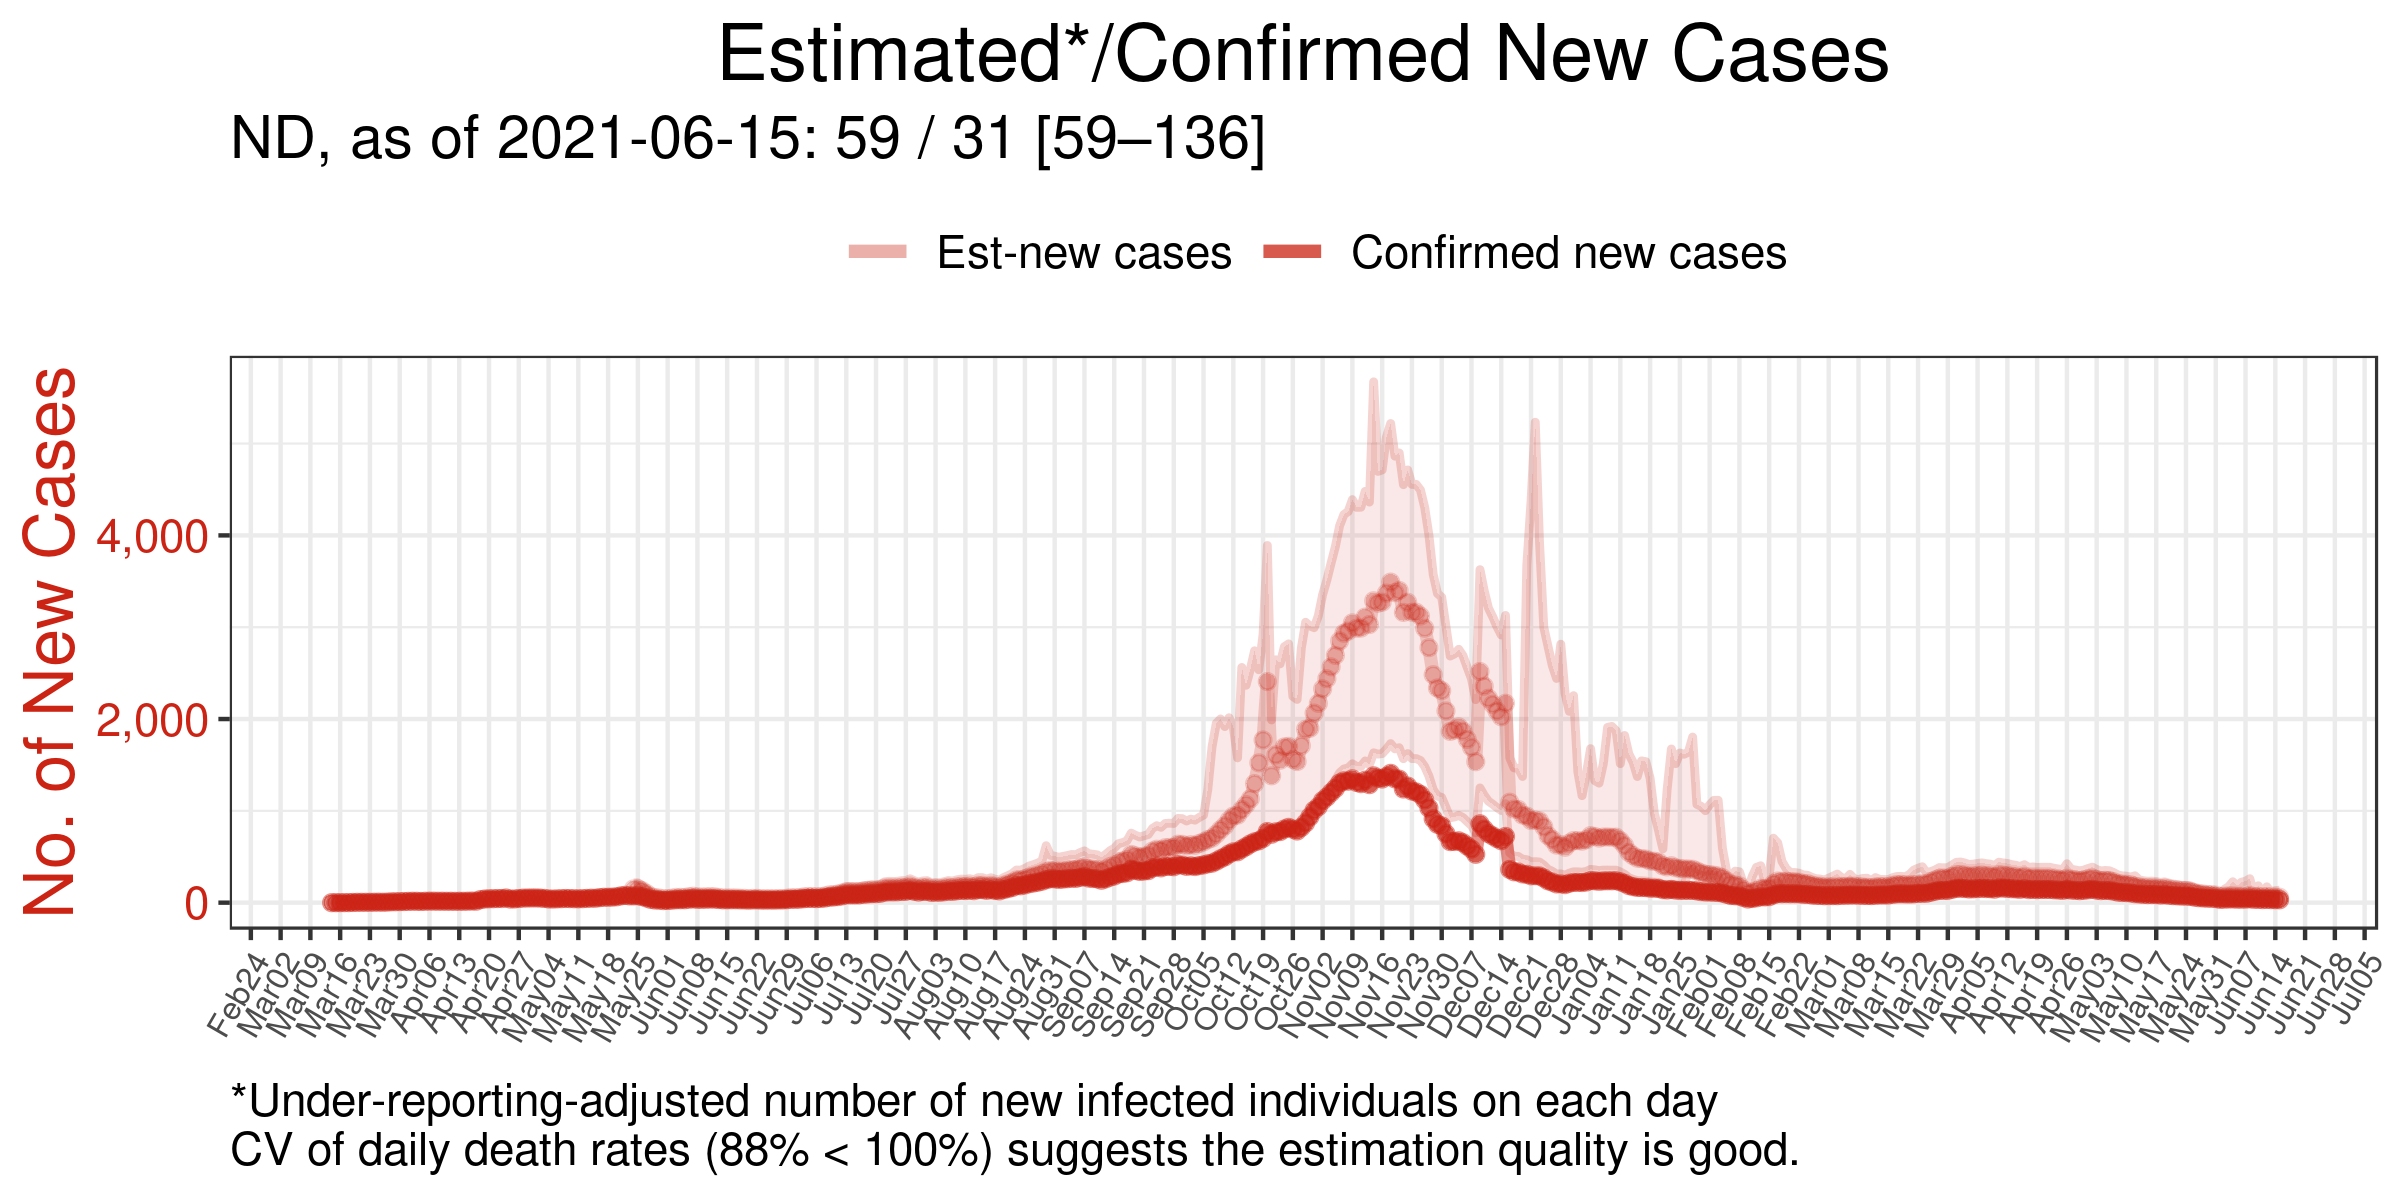 Estimated*/Confirmed New Cases
ND, as of 2021-06-15: 59 / 31 [59–136]
Est-new cases
Confirmed new cases
No. of New Cases
4,000
2,000
0
Feb24
Mar02
Mar09
Mar16
Mar23
Mar30
Apr06
Apr13
Apr20
Apr27
May04
May11
May18
May25
Jun01
Jun08
Jun15
Jun22
Jun29
Jul06
Jul13
Jul20
Jul27
Aug03
Aug10
Aug17
Aug24
Aug31
Sep07
Sep14
Sep21
Sep28
Oct05
Oct12
Oct19
Oct26
Nov02
Nov09
Nov16
Nov23
Nov30
Dec07
Dec14
Dec21
Dec28
Jan04
Jan11
Jan18
Jan25
Feb01
Feb08
Feb15
Feb22
Mar01
Mar08
Mar15
Mar22
Mar29
Apr05
Apr12
Apr19
Apr26
May03
May10
May17
May24
May31
Jun07
Jun14
Jun21
Jun28
Jul05
*Under-reporting-adjusted number of new infected individuals on each day
CV of daily death rates (88% < 100%) suggests the estimation quality is good.